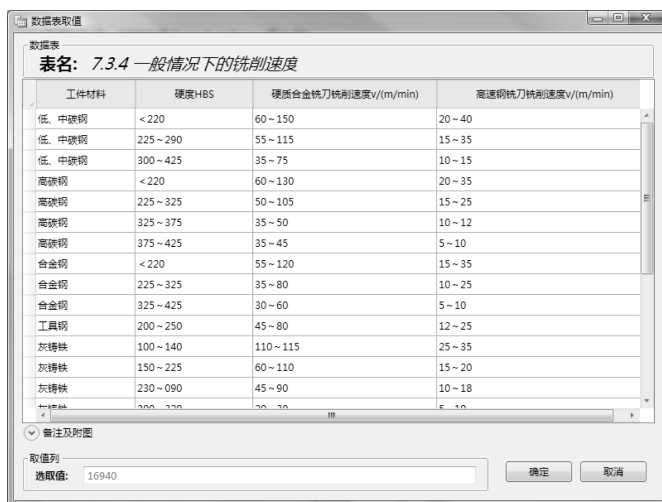 数据表取值
数据表
表名: 7.3.4 一般情况下的铣削速度
工件材料 硬度HBS 硬质合金铣刀铣削速度v/(m/min) 高速钢铣刀铣削速度v/(m/min)
低、中碳钢 <220 60~150 20~40
低、中碳钢 225~290 55~115 15~35
低、中碳钢 300~425 35~75 10~15
高碳钢 <220 60~130 20~35
高碳钢 225~325 50~105 15~25
高碳钢 325~375 35~50 10~12
高碳钢 375~425 35~45 5~10
合金钢 <220 55~120 15~35
合金钢 225~325 35~80 10~25
合金钢 325~425 30~60 5~10
工具钢 200~250 45~80 12~25
灰铸铁 100~140 110~115 25~35
灰铸铁 150~225 60~110 15~20
灰铸铁 230~090 45~90 10~18
灰铸铁
备注及附图
取值列
选取值: 16940 确定 取消